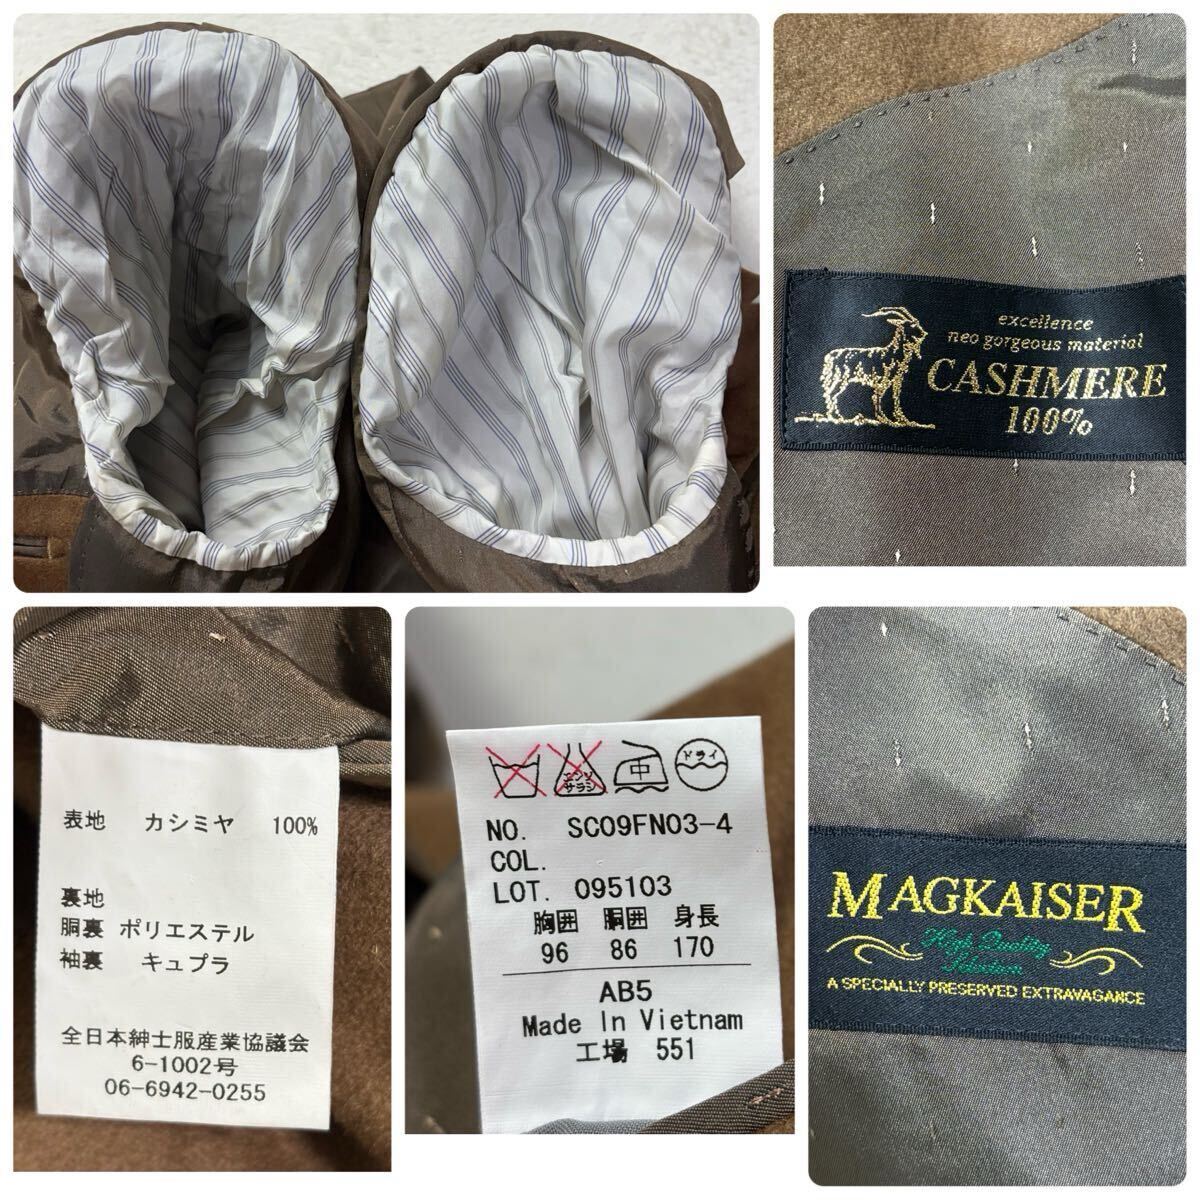 excellence
neo gorgeous material
CASHMERE
100%
表地 カシミヤ 100%
裏地
胴裏 ポリエステル
袖裏 キュプラ
全日本紳士服産業協議会
6-1002号
06-6942-0255
エンソ
サラシ
中
ドライ
NO. SC09FN03-4
COL.
LOT. 095103
胸囲 胴囲 身長
96 86 170
AB5
Made In Vietnam
工場 551
MAGKAISER
High Quality
Selection
A SPECIALLY PRESERVED EXTRAVAGANCE